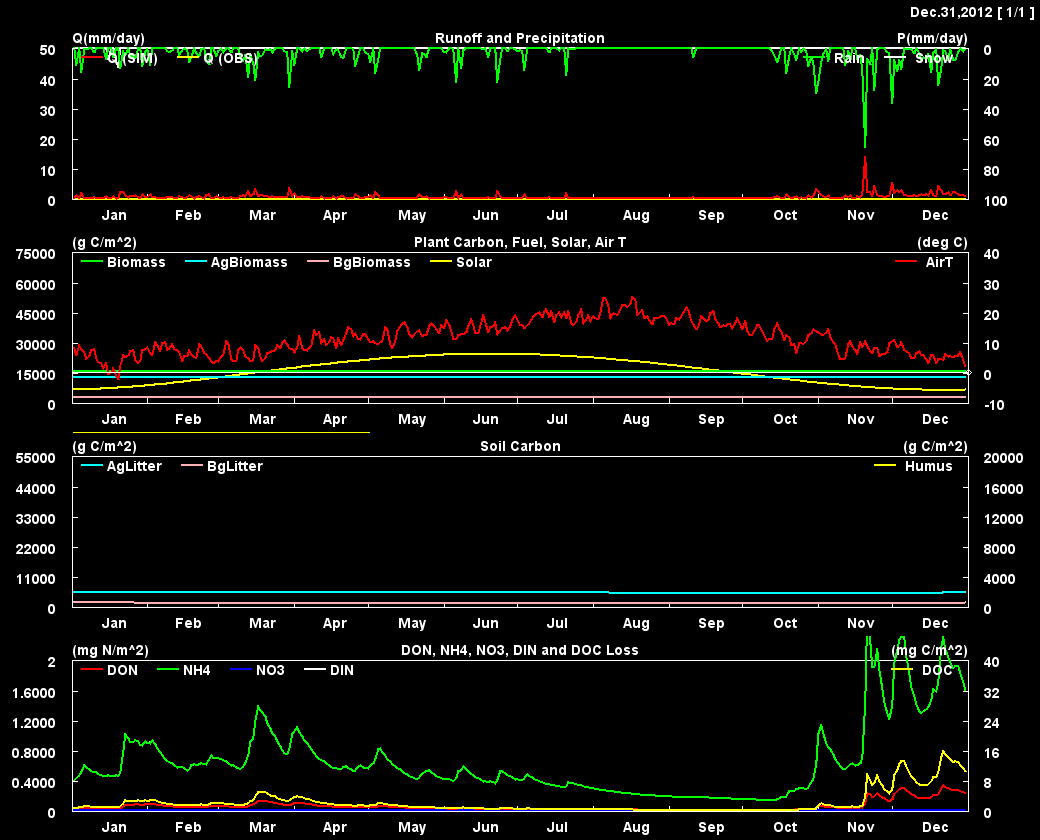 Dec.31,2012 [ 1/1 ]
Q(mm/day) Runoff and Precipitation P(mm/day)
50 Q (SIM) Q (OBS) Rain Snow 0
40 20
30 40
20 60
10 80
0 100
Jan Feb Mar Apr May Jun Jul Aug Sep Oct Nov Dec
(g C/m^2) Plant Carbon, Fuel, Solar, Air T (deg C)
75000 40
Biomass AgBiomass BgBiomass Solar AirT
60000 30
45000 20
30000 10
15000 0
0 -10
Jan Feb Mar Apr May Jun Jul Aug Sep Oct Nov Dec
(g C/m^2) Soil Carbon (g C/m^2)
55000 20000
AgLitter BgLitter Humus
44000 16000
33000 12000
22000 8000
11000 4000
0 0
Jan Feb Mar Apr May Jun Jul Aug Sep Oct Nov Dec
(mg N/m^2) DON, NH4, NO3, DIN and DOC Loss (mg C/m^2)
2 40
DON NH4 NO3 DIN DOC
1.6000 32
1.2000 24
0.8000 16
0.4000 8
0 0
Jan Feb Mar Apr May Jun Jul Aug Sep Oct Nov Dec